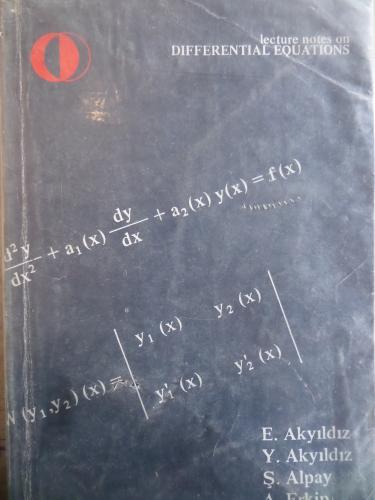 lecture notes on
DIFFERENTIAL EQUATIONS
d²y/dx² + a₁(x) dy/dx + a₂(x) y(x) = f(x)
W (y₁,y₂) (x) = | y₁ (x) y₂ (x) |
| y₁′ (x) y₂′ (x) |
E. Akyıldız
Y. Akyıldız
Ş. Alpay
A. Erkip